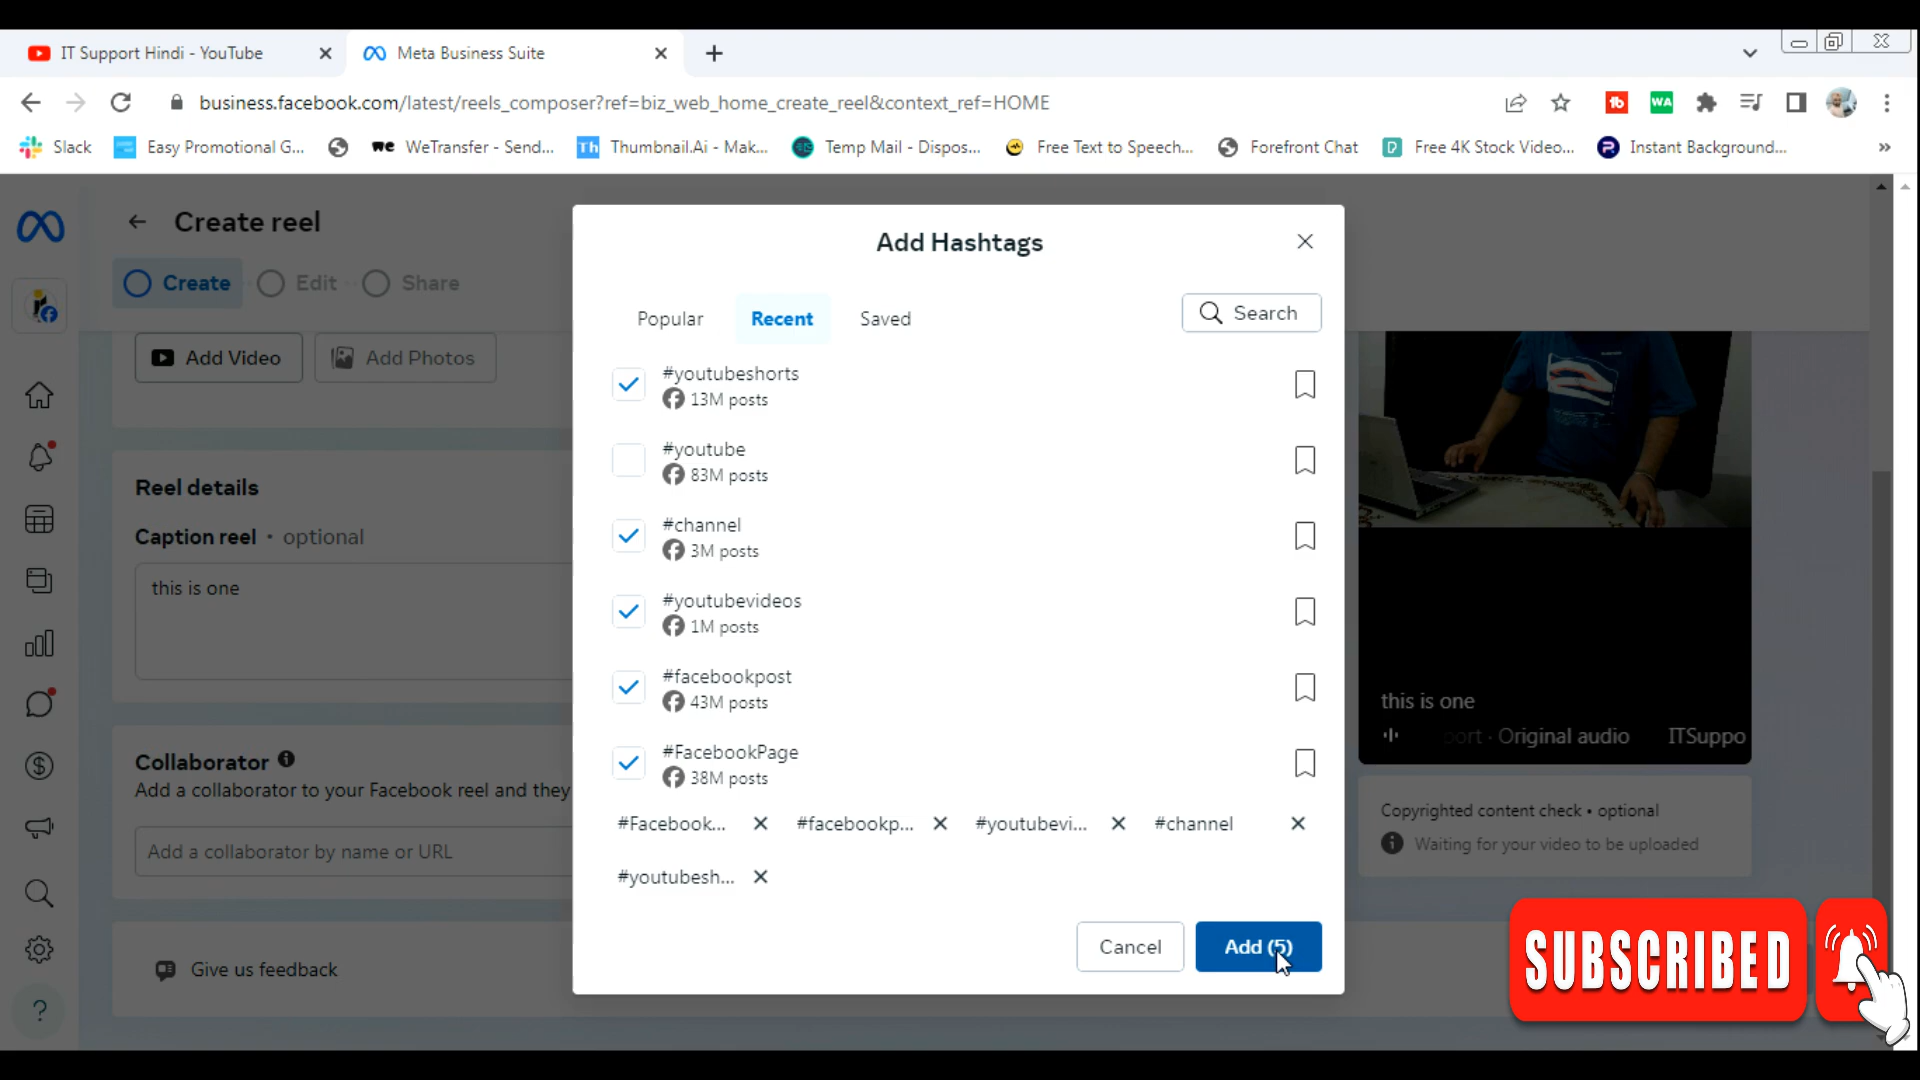 IT Support Hindi - YouTube
Meta Business Suite
business.facebook.com/latest/reels_composer?ref=biz_web_home_create_reel&context_ref=HOME
tb
WA
Slack
Easy Promotional G...
we WeTransfer - Send...
Th Thumbnail.Ai - Mak...
Temp Mail - Dispos...
Free Text to Speech...
Forefront Chat
D Free 4K Stock Video...
Instant Background...
Create reel
Create
Edit
Share
Add Video
Add Photos
Reel details
Caption reel • optional
this is one
Collaborator
Add a collaborator to your Facebook reel and they
Add a collaborator by name or URL
Give us feedback
Add Hashtags
Popular
Recent
Saved
Search
#youtubeshorts
13M posts
#youtube
83M posts
#channel
3M posts
#youtubevideos
1M posts
#facebookpost
43M posts
#FacebookPage
38M posts
#Facebook...
#facebookp...
#youtubevi...
#channel
#youtubesh...
Cancel
Add (5)
this is one
port · Original audio
ITSuppo
Copyrighted content check • optional
Waiting for your video to be uploaded
SUBSCRIBED